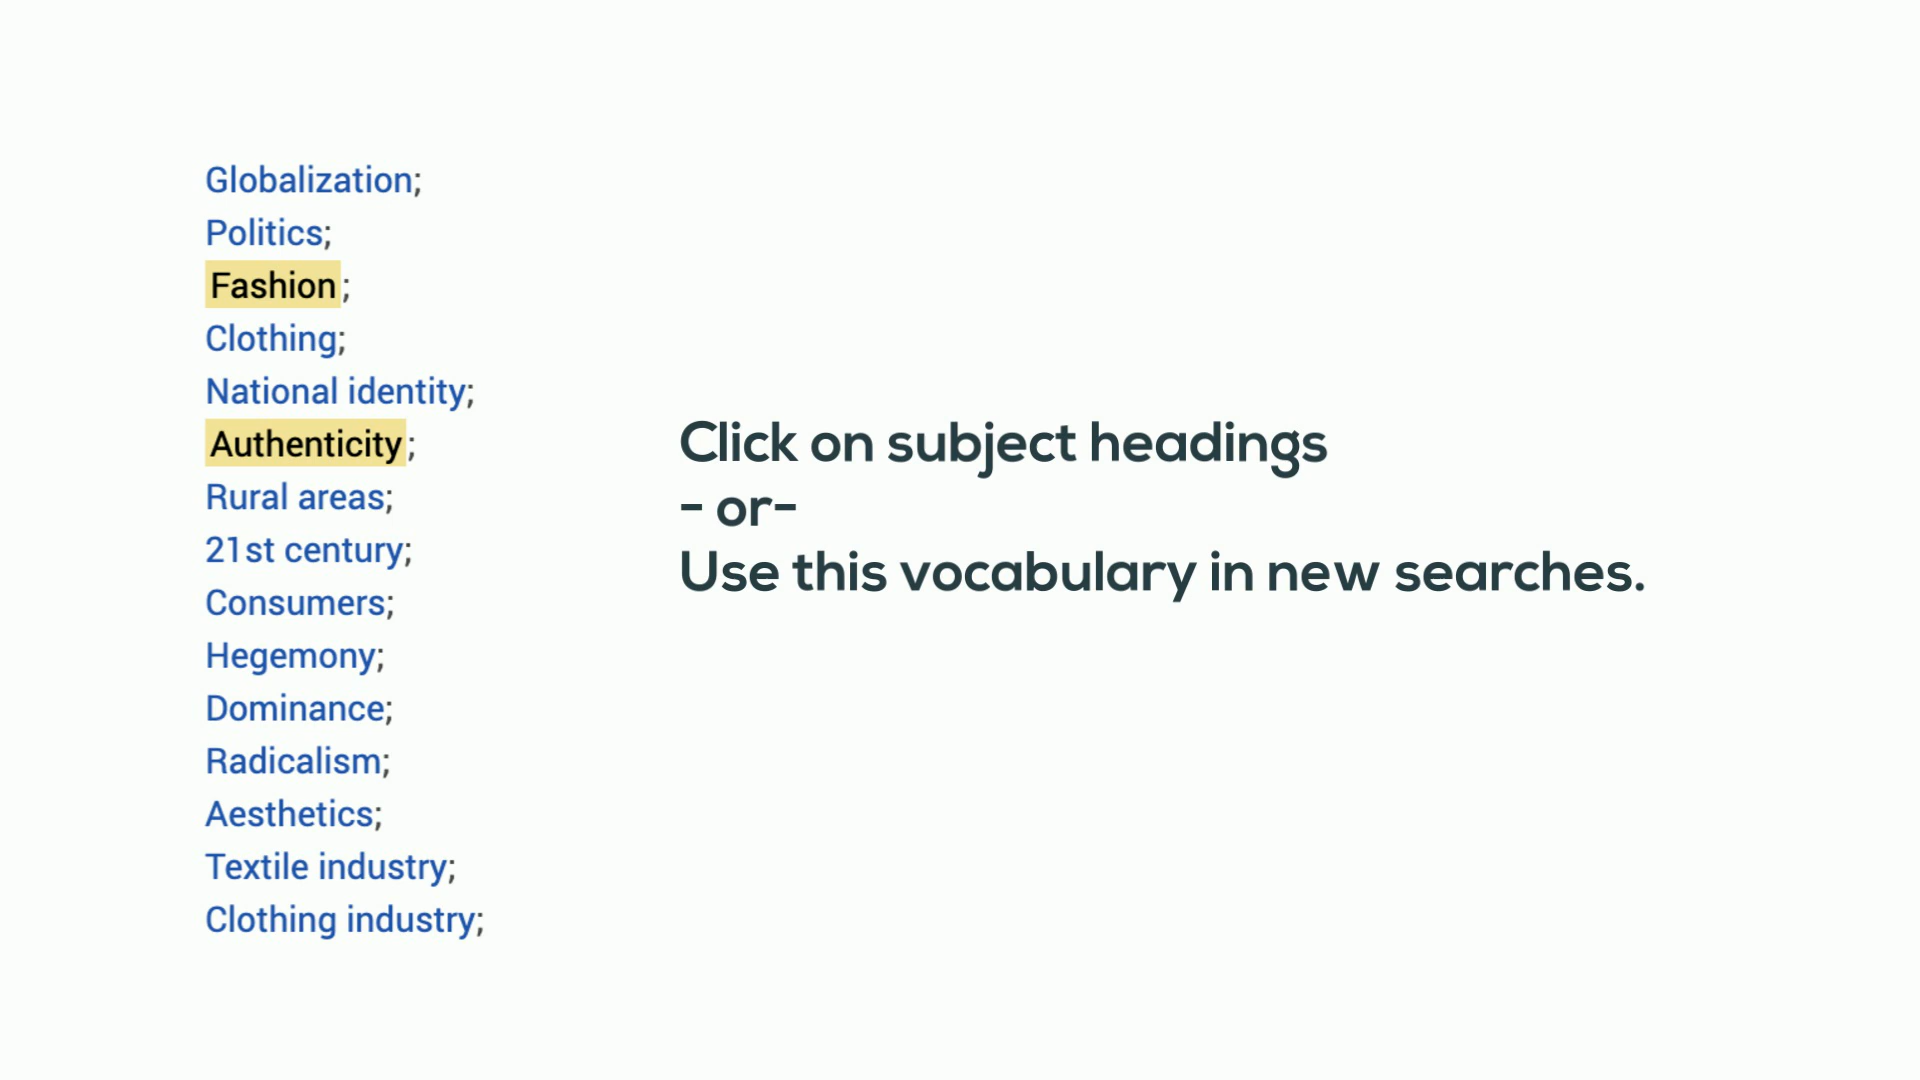 Globalization;
Politics;
Fashion;
Clothing;
National identity;
Authenticity;
Rural areas;
21st century;
Consumers;
Hegemony;
Dominance;
Radicalism;
Aesthetics;
Textile industry;
Clothing industry;
Click on subject headings
- or-
Use this vocabulary in new searches.